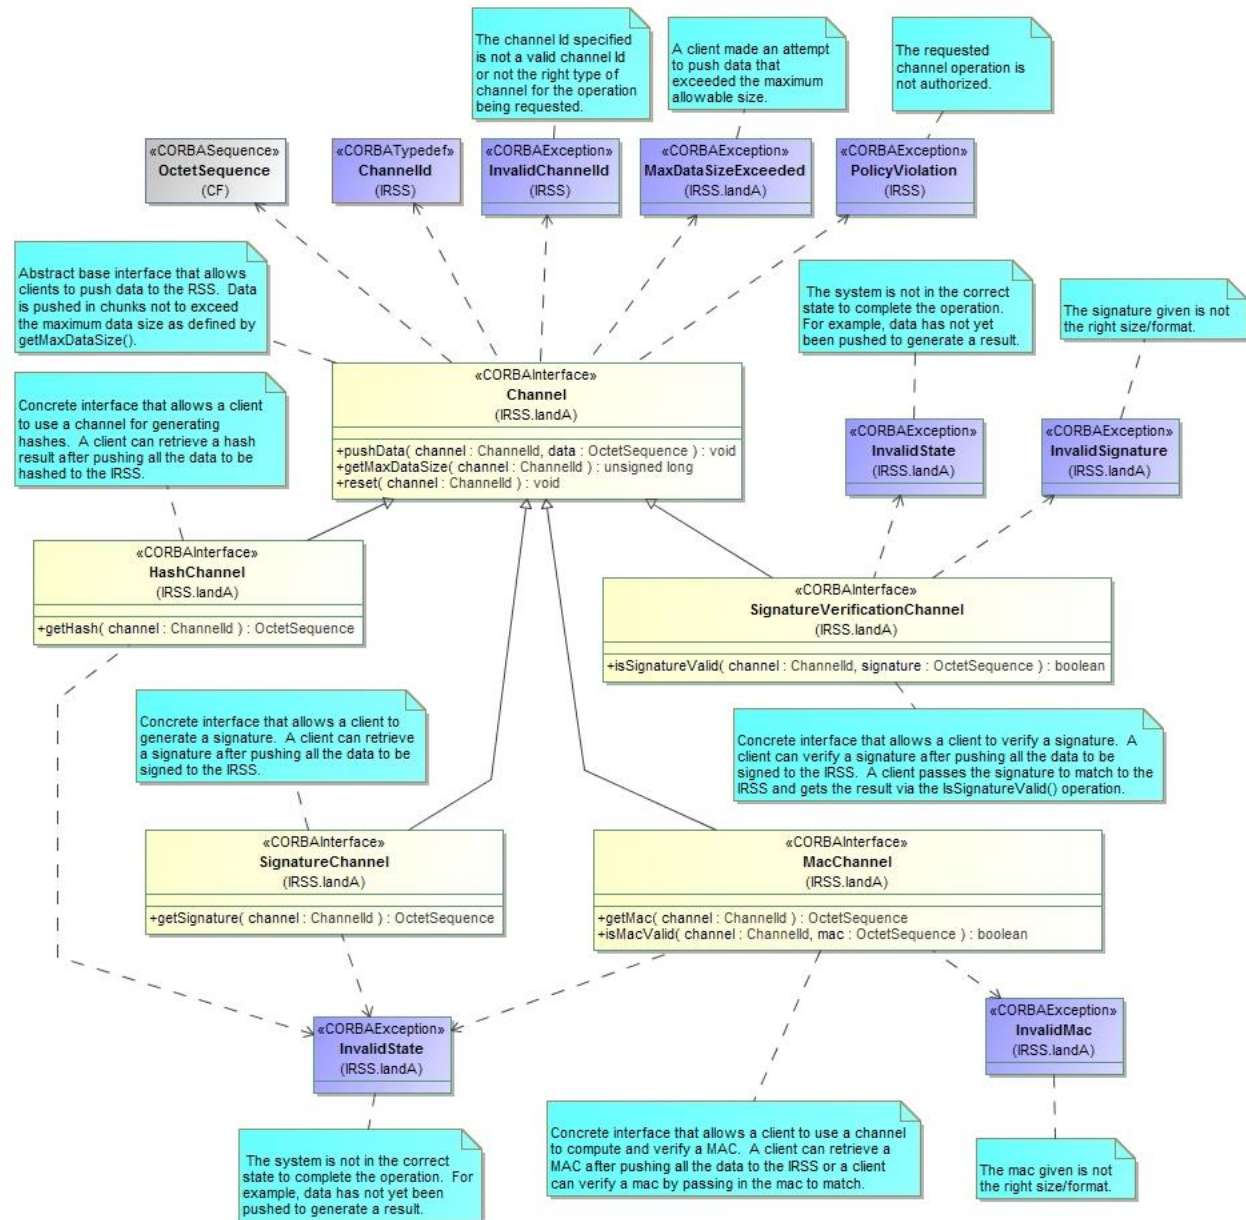 The channel Id specified
is not a valid channel Id
or not the right type of
channel for the operation
being requested.
A client made an attempt
to push data that
exceeded the maximum
allowable size.
The requested
channel operation is
not authorized.
«CORBASequence»
OctetSequence
(CF)
«CORBATypedef»
ChannelId
(IRSS)
«CORBAException»
InvalidChannelId
(IRSS)
«CORBAException»
MaxDataSizeExceeded
(IRSS.IandA)
«CORBAException»
PolicyViolation
(IRSS)
Abstract base interface that allows
clients to push data to the RSS. Data
is pushed in chunks not to exceed
the maximum data size as defined by
getMaxDataSize().
The system is not in the correct
state to complete the operation.
For example, data has not yet
been pushed to generate a result.
The signature given is not
the right size/format.
«CORBAInterface»
Channel
(IRSS.IandA)
+pushData( channel : ChannelId, data : OctetSequence ) : void
+getMaxDataSize( channel : ChannelId ) : unsigned long
+reset( channel : ChannelId ) : void
Concrete interface that allows a client
to use a channel for generating
hashes. A client can retrieve a hash
result after pushing all the data to be
hashed to the IRSS.
«CORBAException»
InvalidState
(IRSS.IandA)
«CORBAException»
InvalidSignature
(IRSS.IandA)
«CORBAInterface»
HashChannel
(IRSS.IandA)
+getHash( channel : ChannelId ) : OctetSequence
«CORBAInterface»
SignatureVerificationChannel
(IRSS.IandA)
+isSignatureValid( channel : ChannelId, signature : OctetSequence ) : boolean
Concrete interface that allows a client to
generate a signature. A client can retrieve
a signature after pushing all the data to be
signed to the IRSS.
Concrete interface that allows a client to verify a signature. A
client can verify a signature after pushing all the data to be
signed to the IRSS. A client passes the signature to match to the
IRSS and gets the result via the IsSignatureValid() operation.
«CORBAInterface»
SignatureChannel
(IRSS.IandA)
+getSignature( channel : ChannelId ) : OctetSequence
«CORBAInterface»
MacChannel
(IRSS.IandA)
+getMac( channel : ChannelId ) : OctetSequence
+isMacValid( channel : ChannelId, mac : OctetSequence ) : boolean
«CORBAException»
InvalidState
(IRSS.IandA)
«CORBAException»
InvalidMac
(IRSS.IandA)
The system is not in the correct
state to complete the operation. For
example, data has not yet been
pushed to generate a result.
Concrete interface that allows a client to use a channel
to compute and verify a MAC. A client can retrieve a
MAC after pushing all the data to the IRSS or a client
can verify a mac by passing in the mac to match.
The mac given is not
the right size/format.